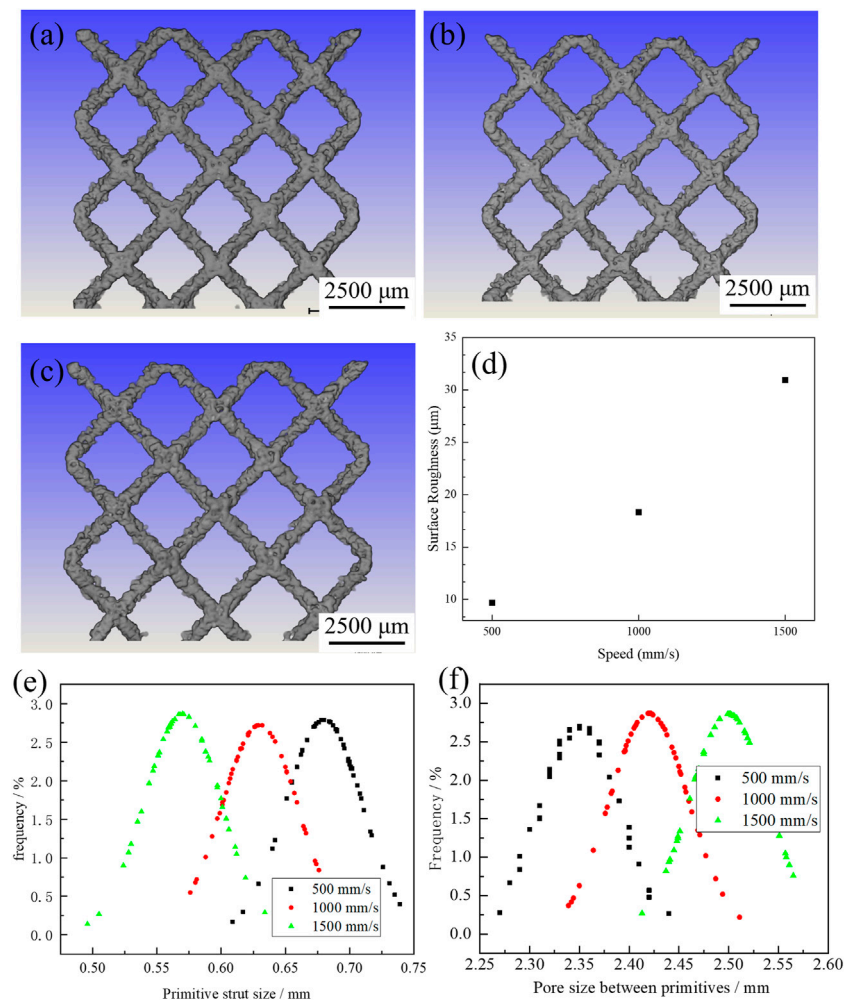 (a)
2500 μm
(b)
2500 μm
(c)
2500 μm
(d)
Surface Roughness (μm)
35
30
25
20
15
10
500
1000
1500
Speed (mm/s)
(e)
frequency / %
3.0
2.5
2.0
1.5
1.0
0.5
0.0
500 mm/s
1000 mm/s
1500 mm/s
0.50
0.55
0.60
0.65
0.70
0.75
Primitive strut size / mm
(f)
Frequency / %
3.0
2.5
2.0
1.5
1.0
0.5
0.0
500 mm/s
1000 mm/s
1500 mm/s
2.25
2.30
2.35
2.40
2.45
2.50
2.55
2.60
Pore size between primitives / mm